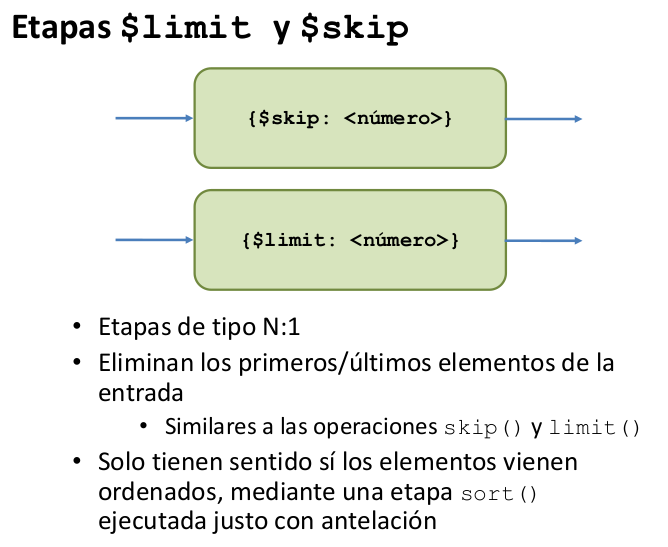 Etapas $limit y $skip
{$skip: <número>}
{$limit: <número>}
• Etapas de tipo N:1
• Eliminan los primeros/últimos elementos de la
entrada
• Similares a las operaciones skip() y limit()
• Solo tienen sentido sí los elementos vienen
ordenados, mediante una etapa sort()
ejecutada justo con antelación